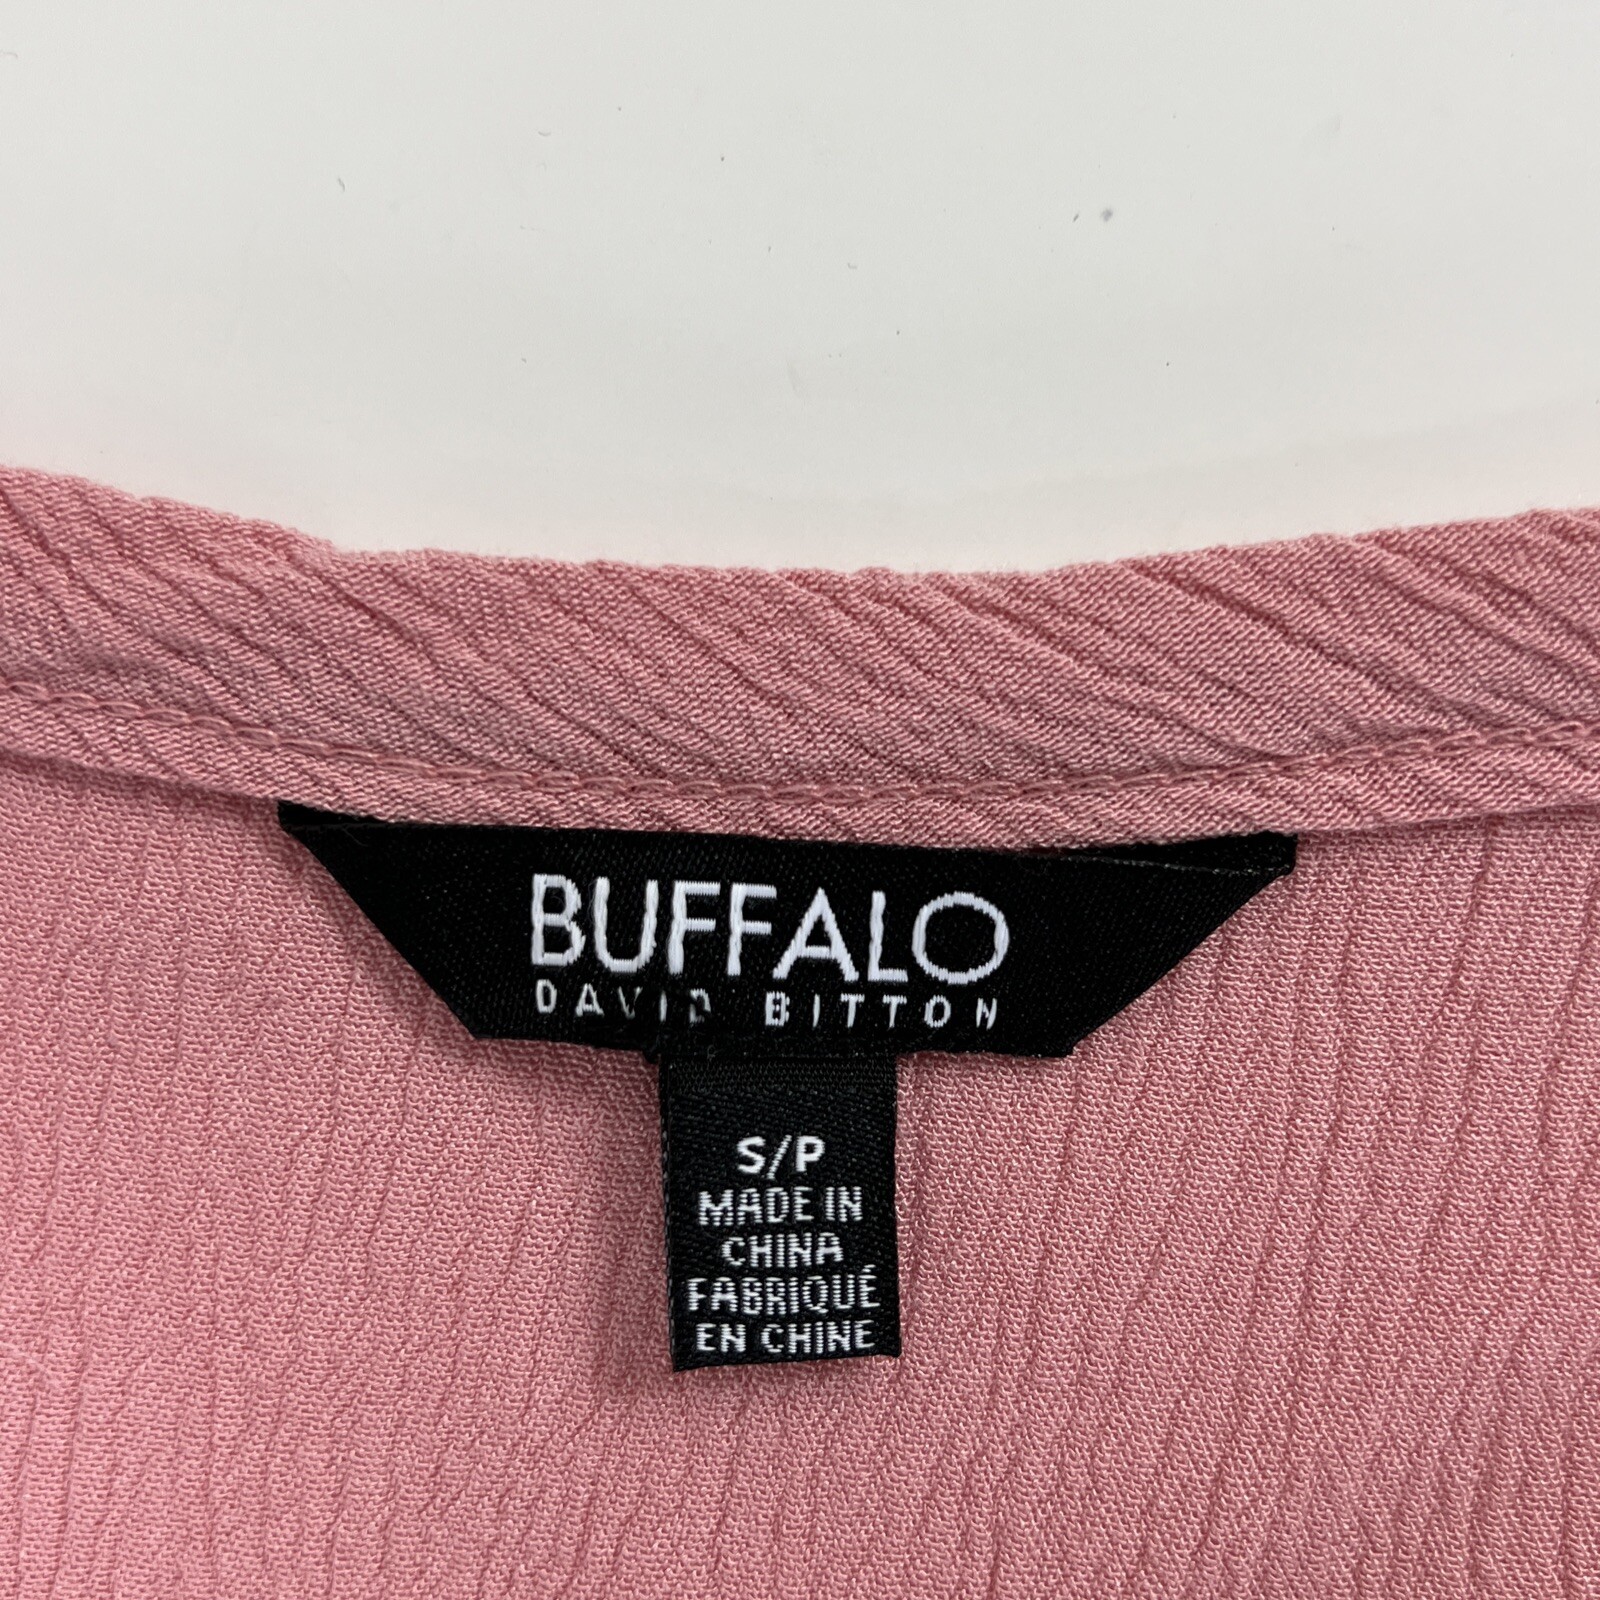 BUFFALO
DAVID BITTON
S/P
MADE IN
CHINA
FABRIQUÉ
EN CHINE